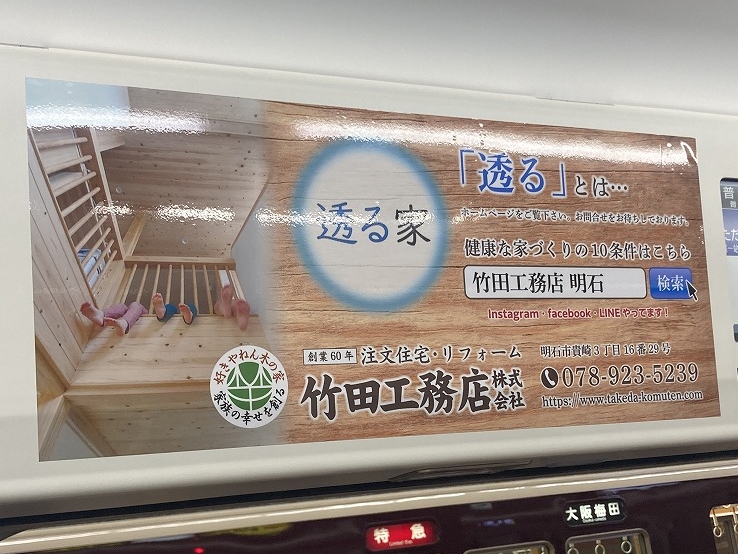 「透る」とは…
ホームページをご覧下さい。お問合せをお待ちしております。
透る家
健康な家づくりの10条件はこちら
竹田工務店 明石 検索
Instagram・facebook・LINEやってます！
好きやねん木の家
家族の幸せを創る
創業60年 注文住宅・リフォーム
竹田工務店株式会社
明石市貴崎3丁目16番29号
078-923-5239
https://www.takeda-komuten.com
普
特急
大阪梅田